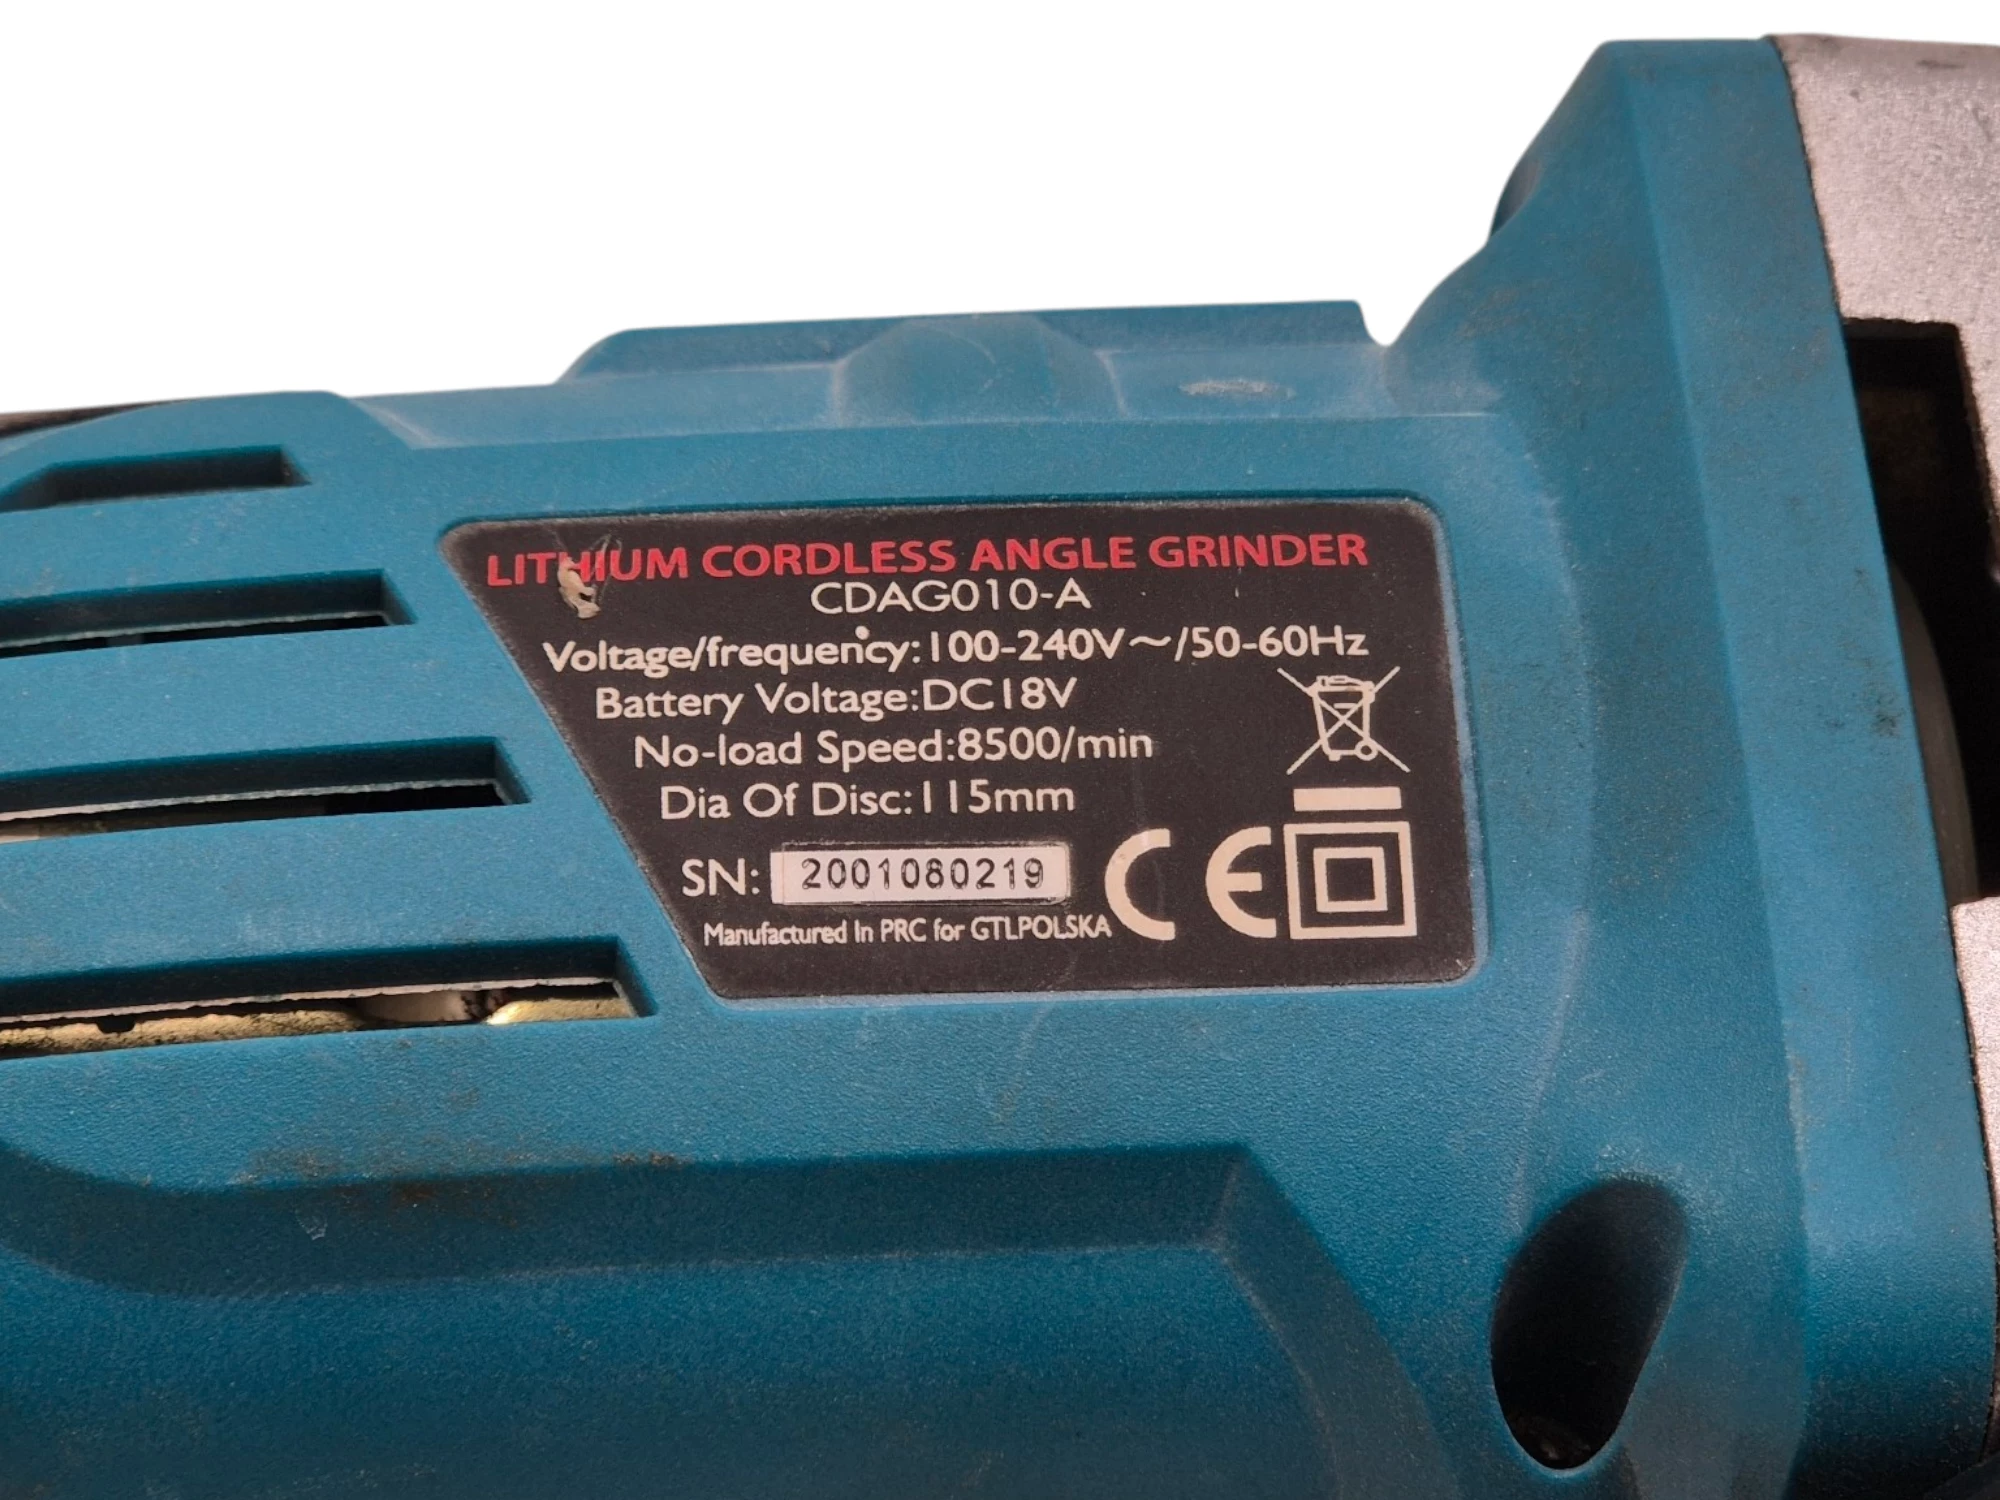 LITHIUM CORDLESS ANGLE GRINDER
CDAG010-A
Voltage/frequency:100-240V～/50-60Hz
Battery Voltage:DC18V
No-load Speed:8500/min
Dia Of Disc:115mm
SN: 2001080219
Manufactured In PRC for GTLPOLSKA
CE